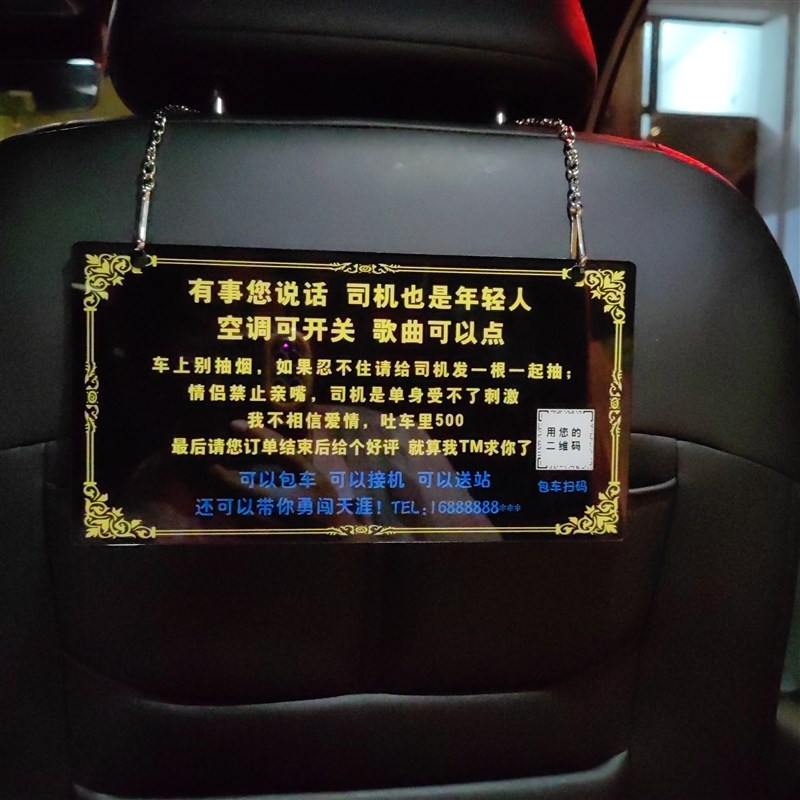 有事您说话 司机也是年轻人
空调可开关 歌曲可以点
车上别抽烟，如果忍不住请给司机发一根一起抽；
情侣禁止亲嘴，司机是单身受不了刺激
我不相信爱情，吐车里500
最后请您订单结束后给个好评 就算我TM求你了
用您的
二维码
可以包车 可以接机 可以送站
包车扫码
还可以带你勇闯天涯！TEL:16888888***